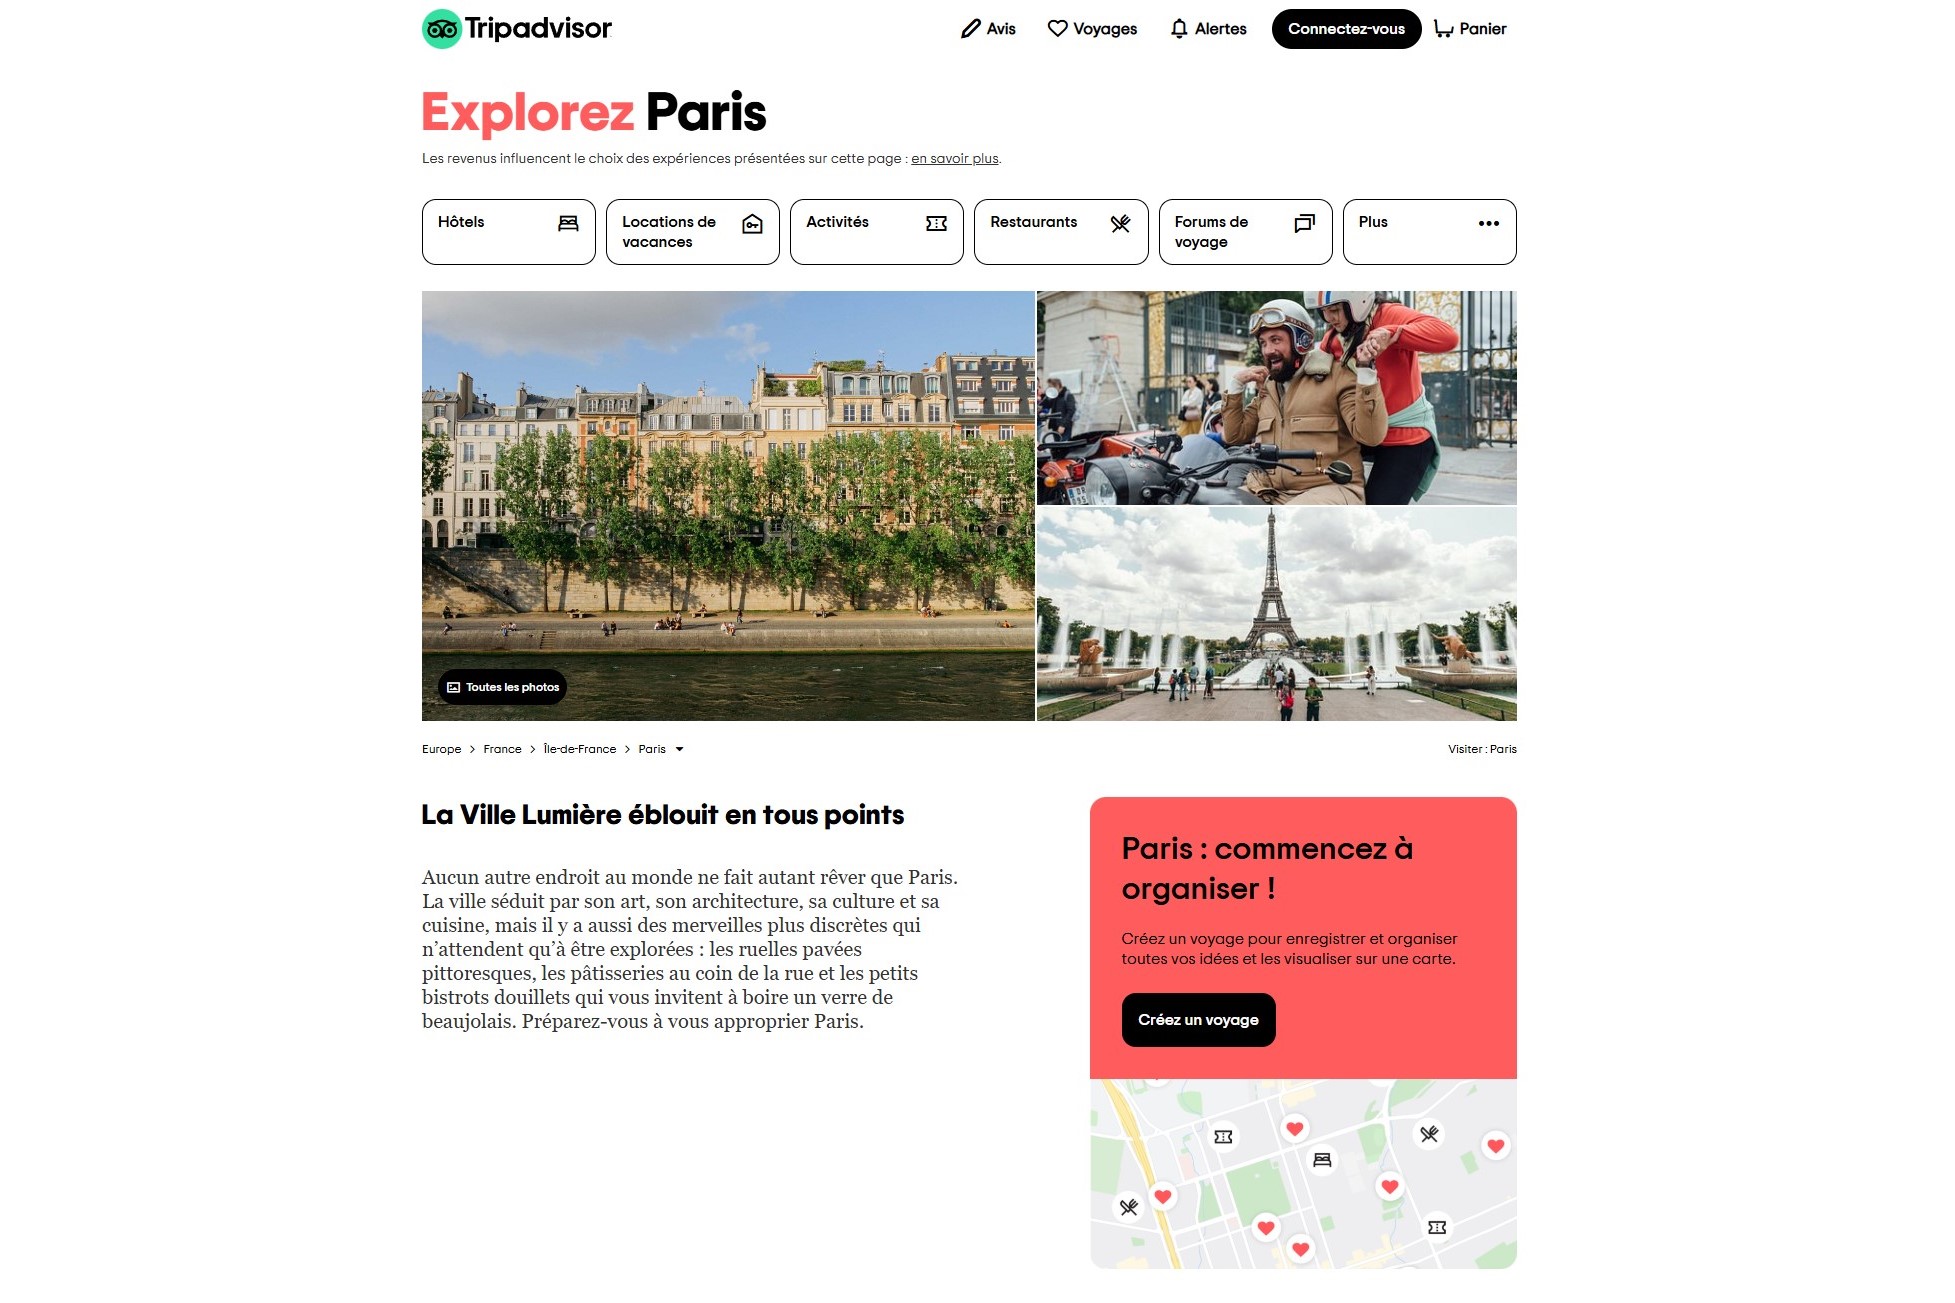 Tripadvisor
Avis
Voyages
Alertes
Connectez-vous
Panier
Explorez Paris
Les revenus influencent le choix des expériences présentées sur cette page : en savoir plus.
Hôtels
Locations de
vacances
Activités
Restaurants
Forums de
voyage
Plus
Toutes les photos
Europe
France
Île-de-France
Paris
Visiter : Paris
La Ville Lumière éblouit en tous points
Aucun autre endroit au monde ne fait autant rêver que Paris.
La ville séduit par son art, son architecture, sa culture et sa
cuisine, mais il y a aussi des merveilles plus discrètes qui
n’attendent qu’à être explorées : les ruelles pavées
pittoresques, les pâtisseries au coin de la rue et les petits
bistrots douillets qui vous invitent à boire un verre de
beaujolais. Préparez-vous à vous approprier Paris.
Paris : commencez à
organiser !
Créez un voyage pour enregistrer et organiser
toutes vos idées et les visualiser sur une carte.
Créez un voyage